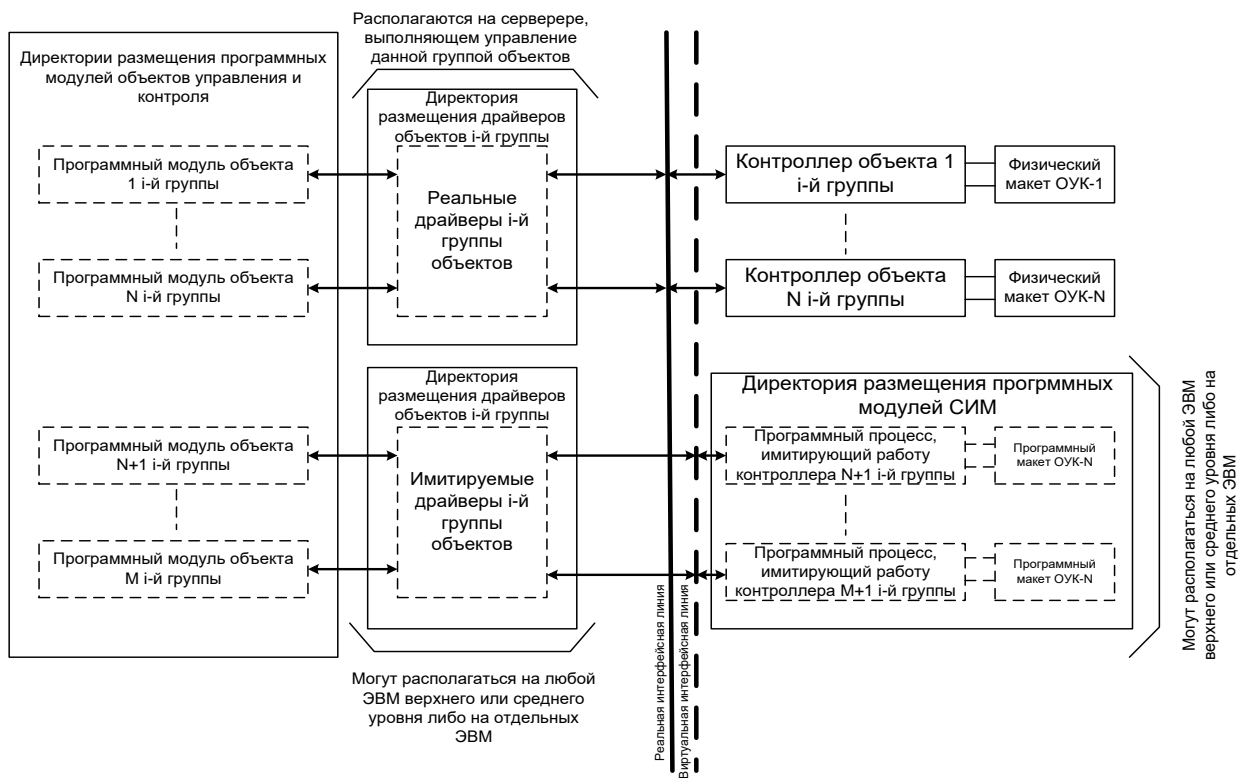 Располагаются на серверере,
выполняющем управление
данной группой объектов
Директории размещения программных
модулей объектов управления и
контроля
Директория
размещения драйверов
объектов i-й группы
Программный модуль объекта
1 i-й группы
Реальные
драйверы i-й
группы
объектов
Контроллер объекта 1
i-й группы
Физический
макет ОУК-1
Программный модуль объекта
N i-й группы
Контроллер объекта
N i-й группы
Физический
макет ОУК-N
Директория
размещения драйверов
объектов i-й группы
Директория размещения прогрммных
модулей СИМ
Программный модуль объекта
N+1 i-й группы
Имитируемые
драйверы i-й
группы
объектов
Программный процесс,
имитирующий работу
контроллера N+1 i-й группы
Программный
макет ОУК-N
Программный модуль объекта
M i-й группы
Программный процесс,
имитирующий работу
контроллера M+1 i-й группы
Программный
макет ОУК-N
Могут располагаться на любой ЭВМ
верхнего или среднего уровня либо на
отдельных ЭВМ
Реальная интерфейсная линия
Виртуальная интерфейсная линия
Могут располагаться на любой
ЭВМ верхнего или среднего
уровня либо на отдельных
ЭВМ